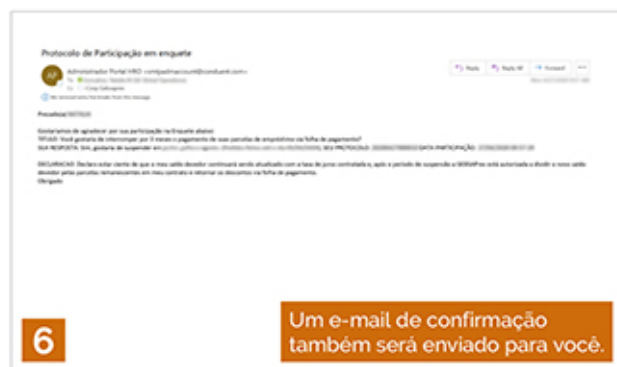 Protocolo de Participação em enquete
AP
Administrador Portal HRO
To
Reply
Reply All
Forward
Prezado(a)
Gostaríamos de agradecer por sua participação na Enquete abaixo:
TITULO: Você gostaria de interromper por 3 meses o pagamento de suas parcelas de empréstimo via folha de pagamento?
SUA RESPOSTA: Sim, gostaria de suspender em SEU PROTOCOLO: DATA PARTICIPAÇÃO:
DECLARACAO: Declaro estar ciente de que o meu saldo devedor continuará sendo atualizado com a taxa de juros contratada e, após o período de suspensão a está autorizada a dividir o novo saldo
devedor pelas parcelas remanescentes em meu contrato e retornar os descontos via folha de pagamento.
Obrigado
6
Um e-mail de confirmação
também será enviado para você.